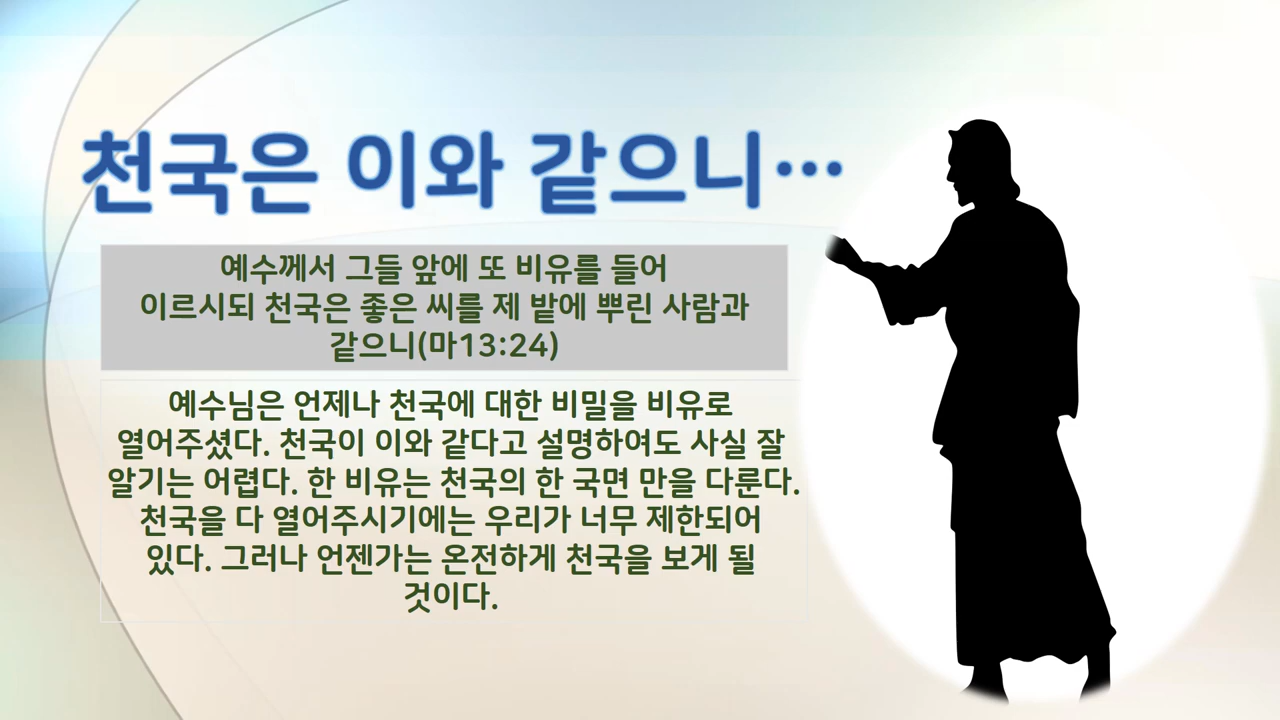 천국은 이와 같으니…
예수께서 그들 앞에 또 비유를 들어
이르시되 천국은 좋은 씨를 제 밭에 뿌린 사람과
같으니(마13:24)
예수님은 언제나 천국에 대한 비밀을 비유로
열어주셨다. 천국이 이와 같다고 설명하여도 사실 잘
알기는 어렵다. 한 비유는 천국의 한 국면 만을 다룬다.
천국을 다 열어주시기에는 우리가 너무 제한되어
있다. 그러나 언젠가는 온전하게 천국을 보게 될
것이다.